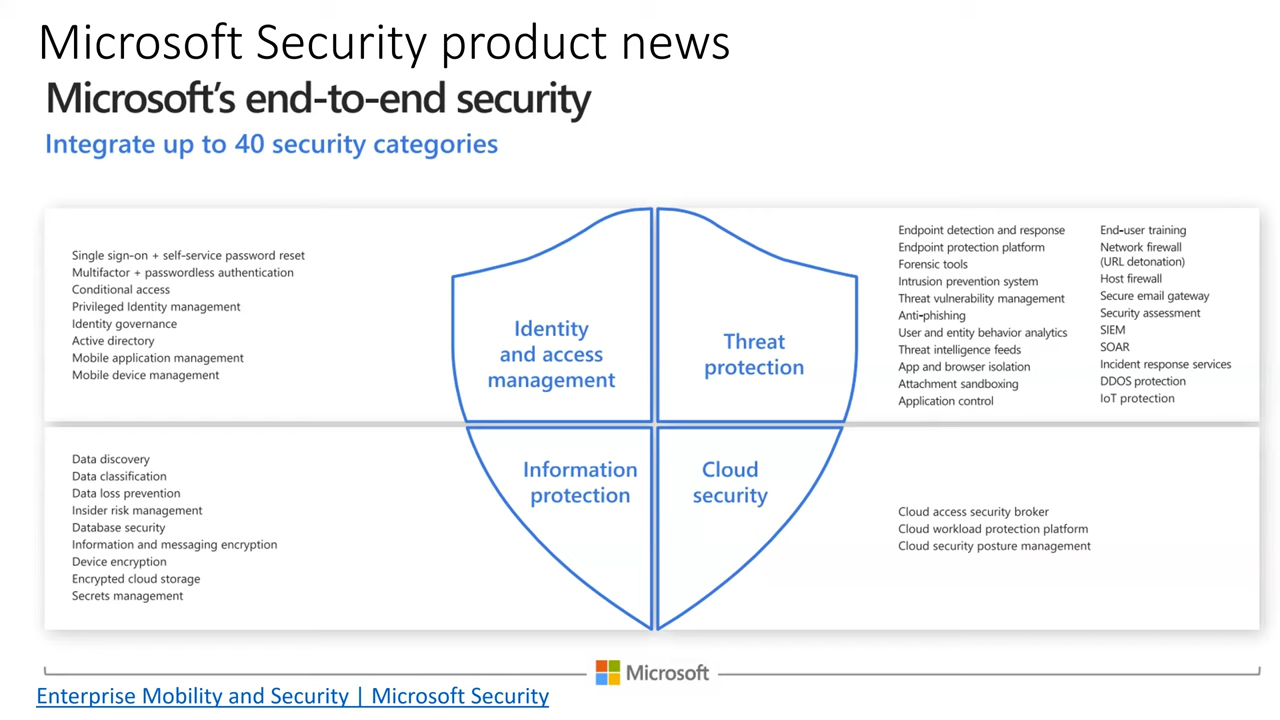 Microsoft Security product news
Microsoft's end-to-end security
Integrate up to 40 security categories
Single sign-on + self-service password reset
Multifactor + passwordless authentication
Conditional access
Privileged Identity management
Identity governance
Active directory
Mobile application management
Mobile device management
Identity
and access
management
Threat
protection
Endpoint detection and response
Endpoint protection platform
Forensic tools
Intrusion prevention system
Threat vulnerability management
Anti-phishing
User and entity behavior analytics
Threat intelligence feeds
App and browser isolation
Attachment sandboxing
Application control
End-user training
Network firewall
(URL detonation)
Host firewall
Secure email gateway
Security assessment
SIEM
SOAR
Incident response services
DDOS protection
IoT protection
Data discovery
Data classification
Data loss prevention
Insider risk management
Database security
Information and messaging encryption
Device encryption
Encrypted cloud storage
Secrets management
Information
protection
Cloud
security
Cloud access security broker
Cloud workload protection platform
Cloud security posture management
Microsoft
Enterprise Mobility and Security | Microsoft Security